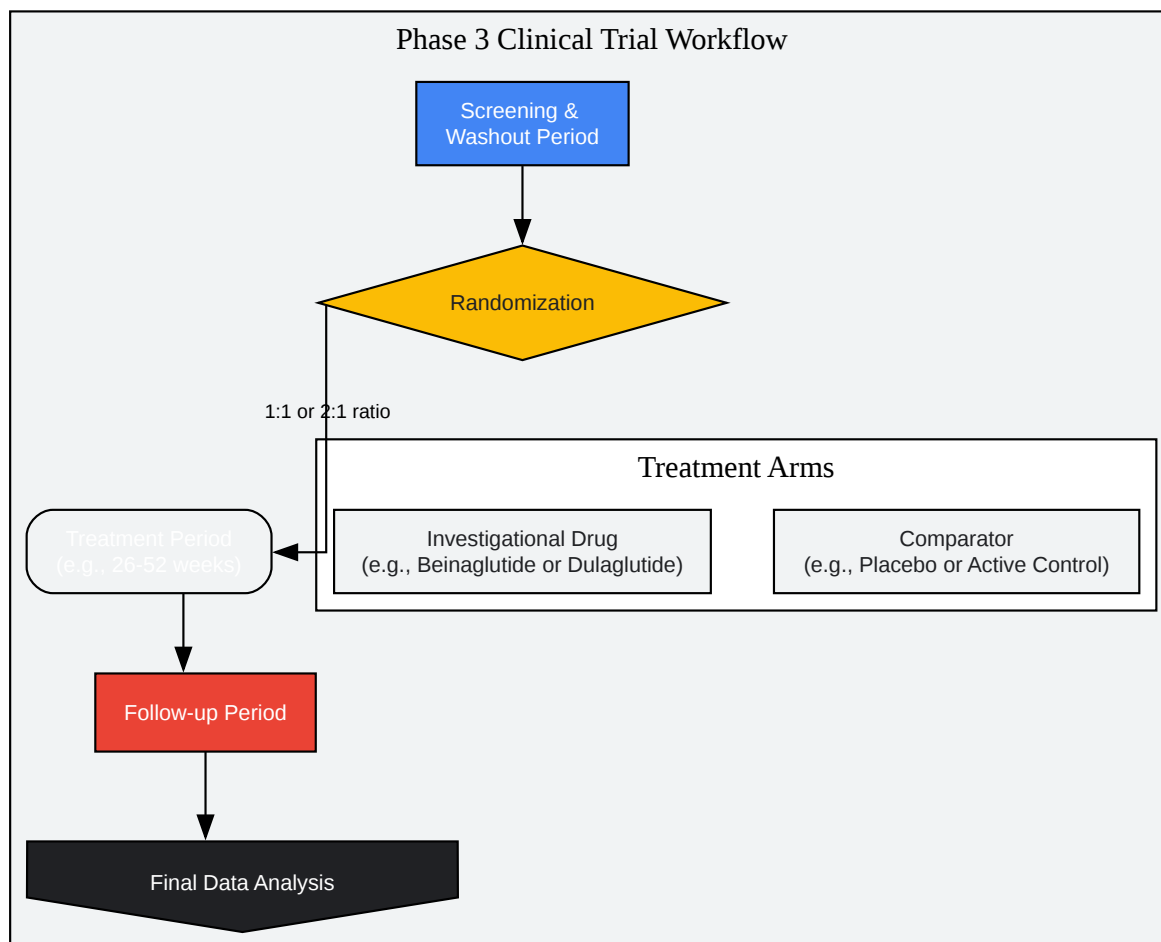 Phase 3 Clinical Trial Workflow
Screening &
Washout Period
Randomization
1:1 or 2:1 ratio
Treatment Arms
Treatment Period
(e.g., 26-52 weeks)
Investigational Drug
(e.g., Beinaglutide or Dulaglutide)
Comparator
(e.g., Placebo or Active Control)
Follow-up Period
Final Data Analysis